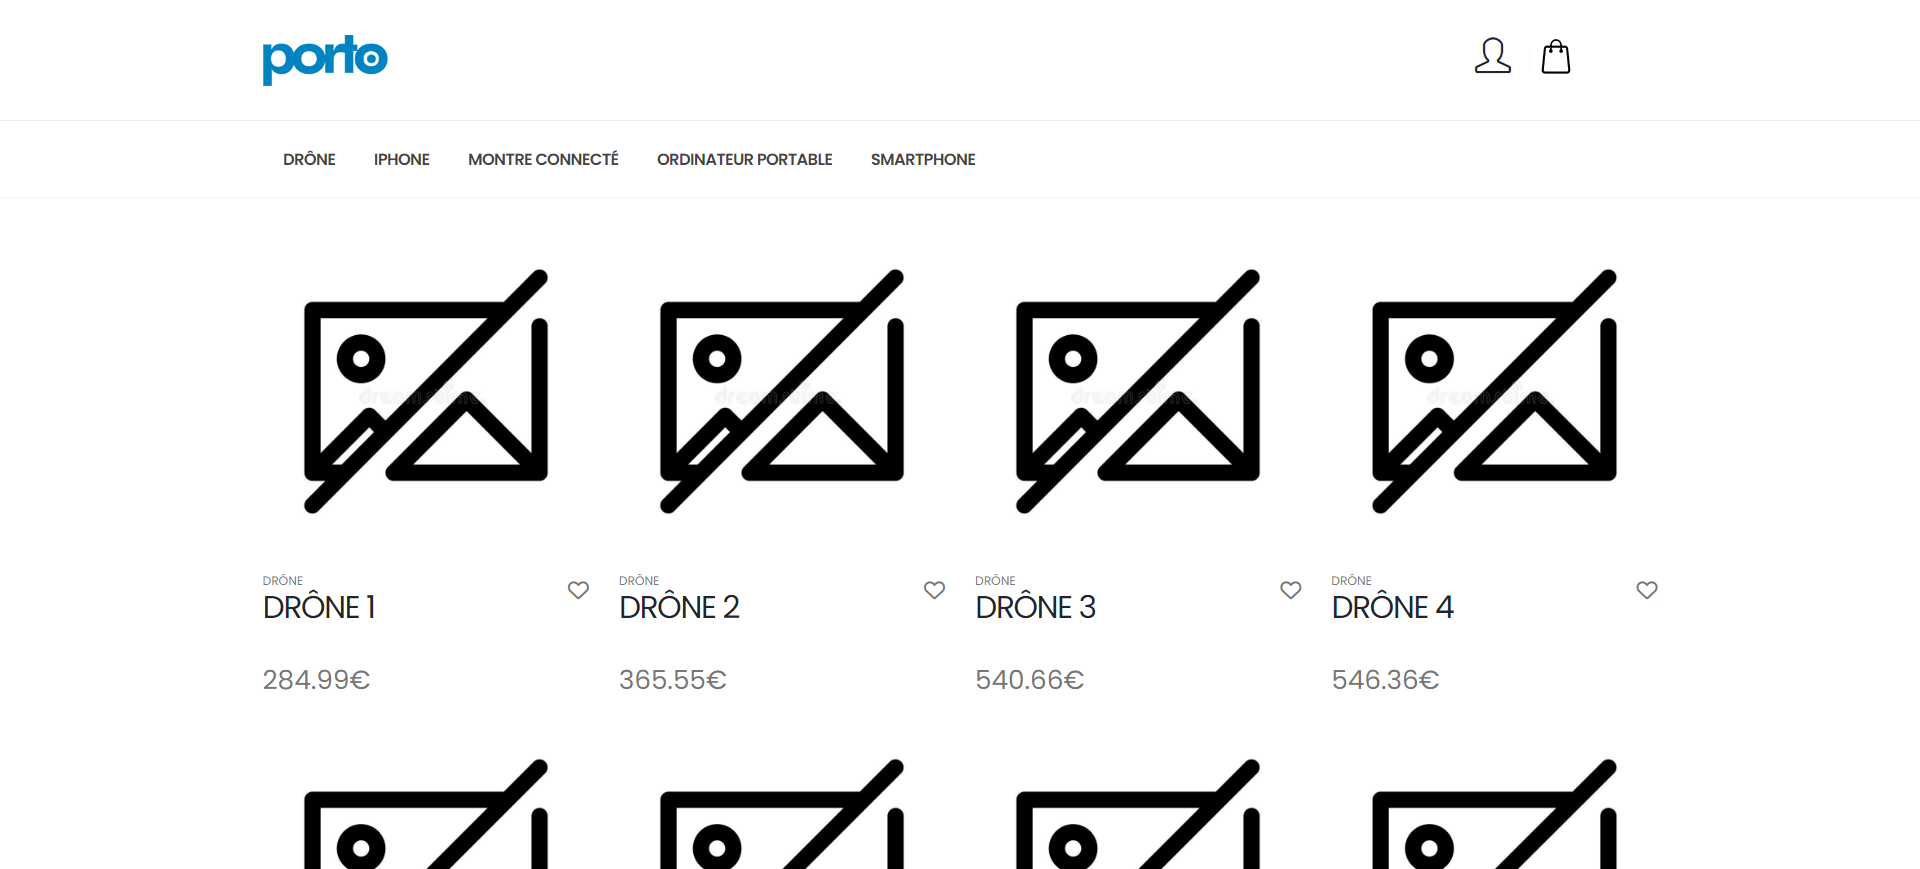 porto
DRÔNE IPHONE MONTRE CONNECTÉ ORDINATEUR PORTABLE SMARTPHONE
DRÔNE
DRÔNE 1
284.99€
DRÔNE
DRÔNE 2
365.55€
DRÔNE
DRÔNE 3
540.66€
DRÔNE
DRÔNE 4
546.36€